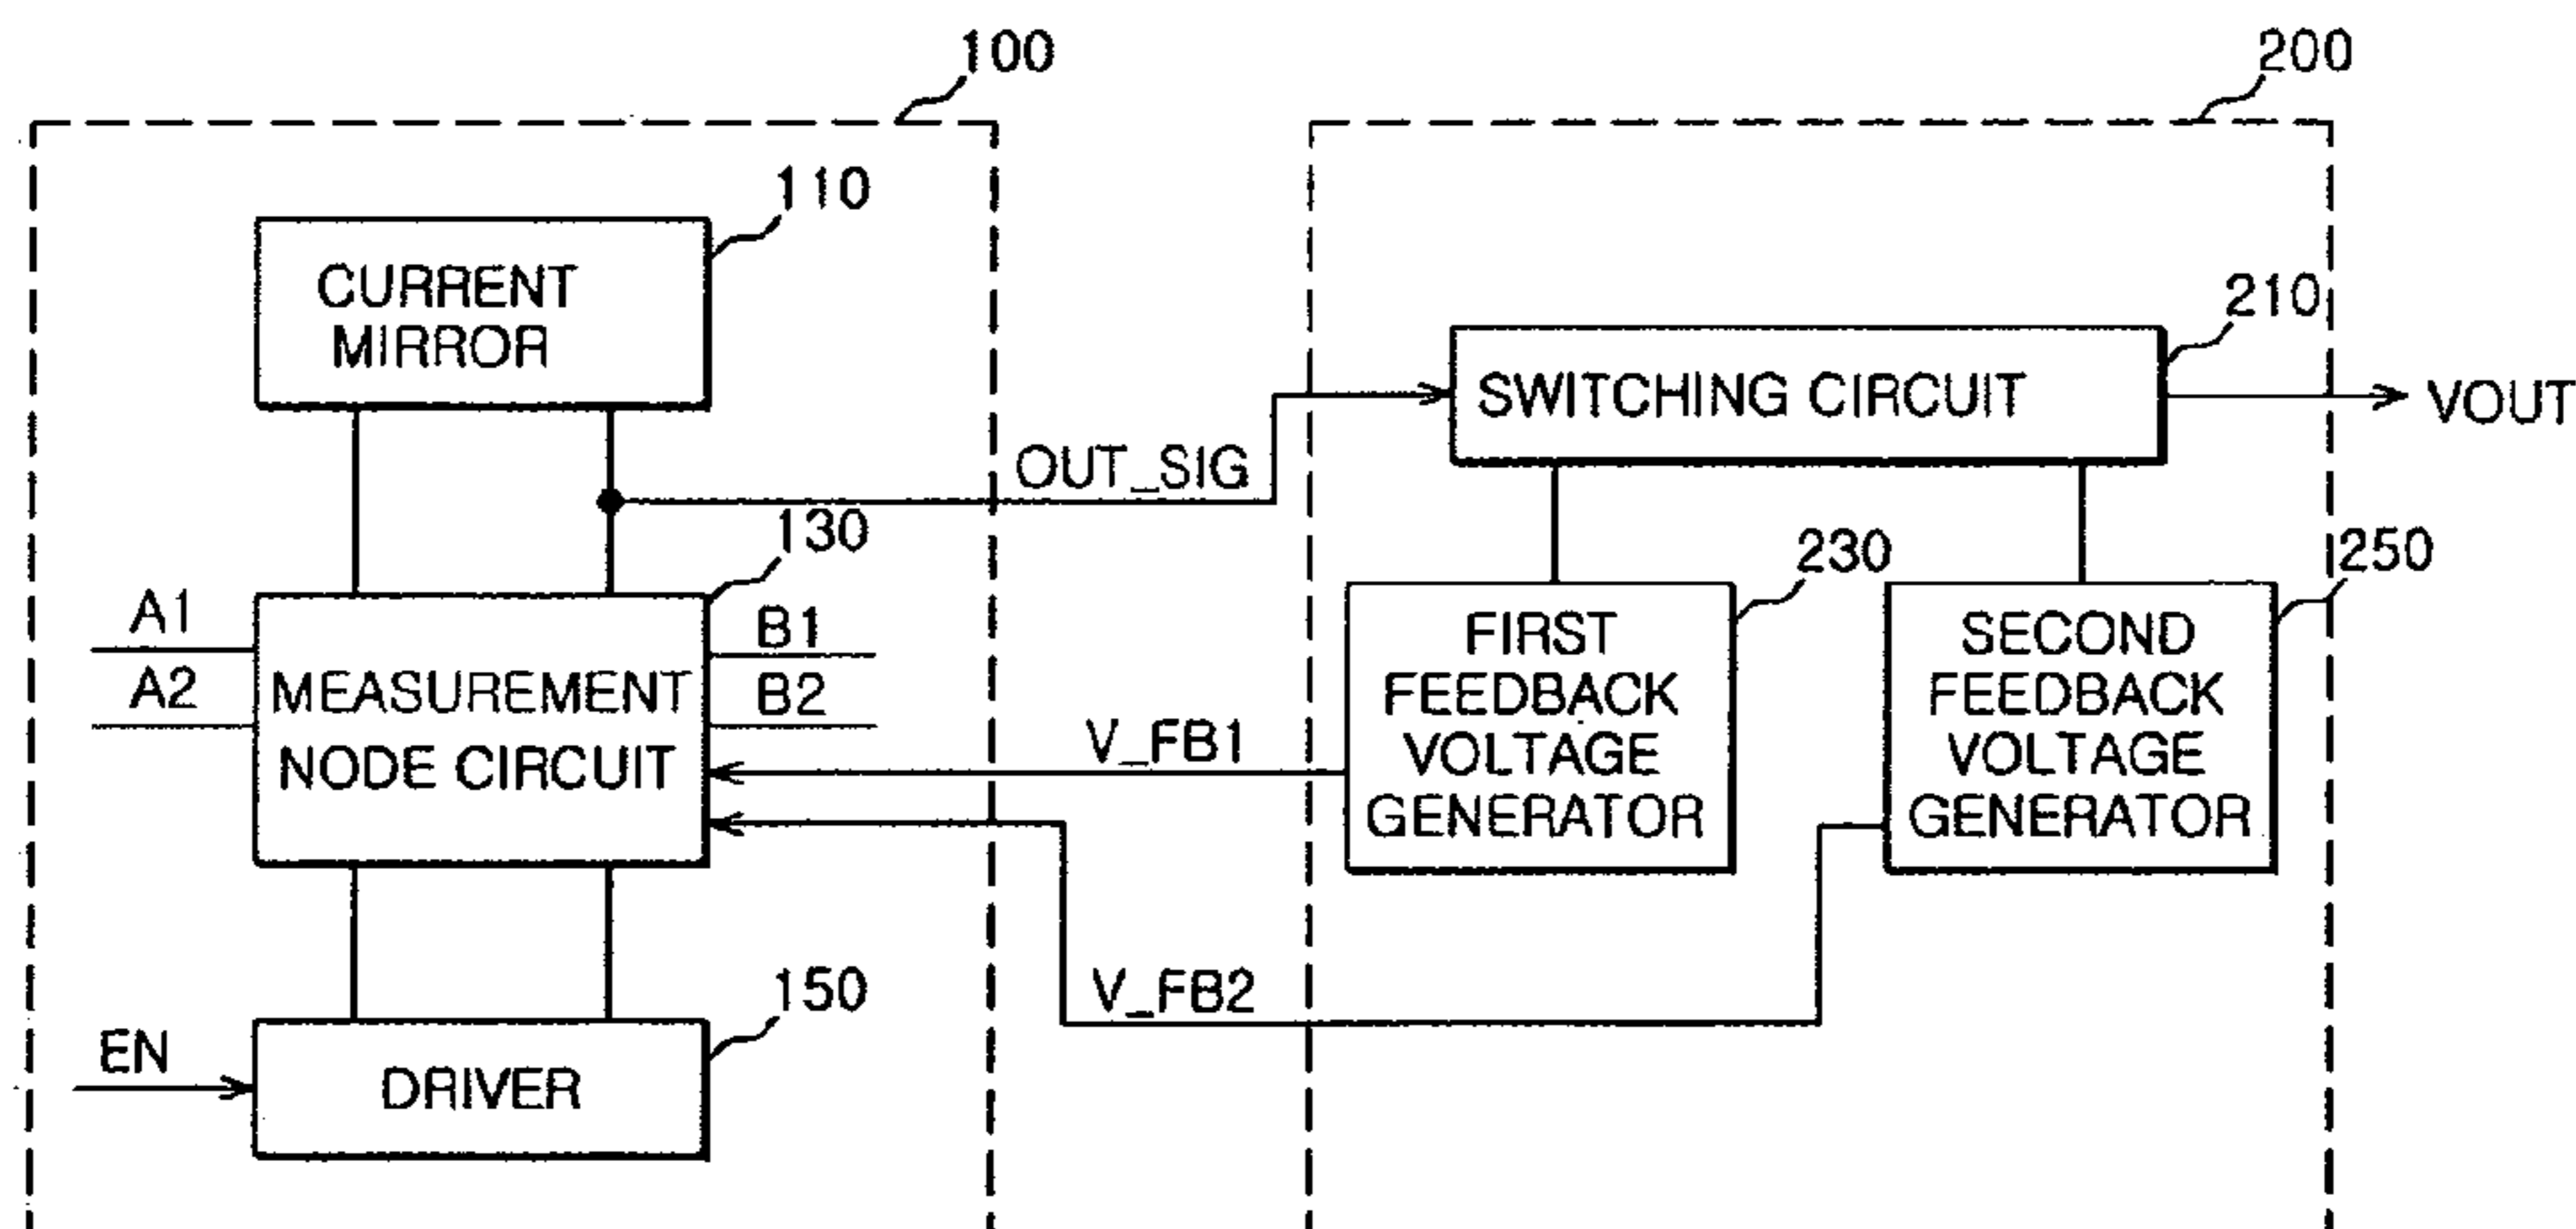 100
200
110
CURRENT
MIRROR
210
SWITCHING CIRCUIT
VOUT
OUT_SIG
130
230
250
A1
A2
MEASUREMENT
NODE CIRCUIT
B1
B2
FIRST
FEEDBACK
VOLTAGE
GENERATOR
SECOND
FEEDBACK
VOLTAGE
GENERATOR
V_FB1
V_FB2
150
EN
DRIVER